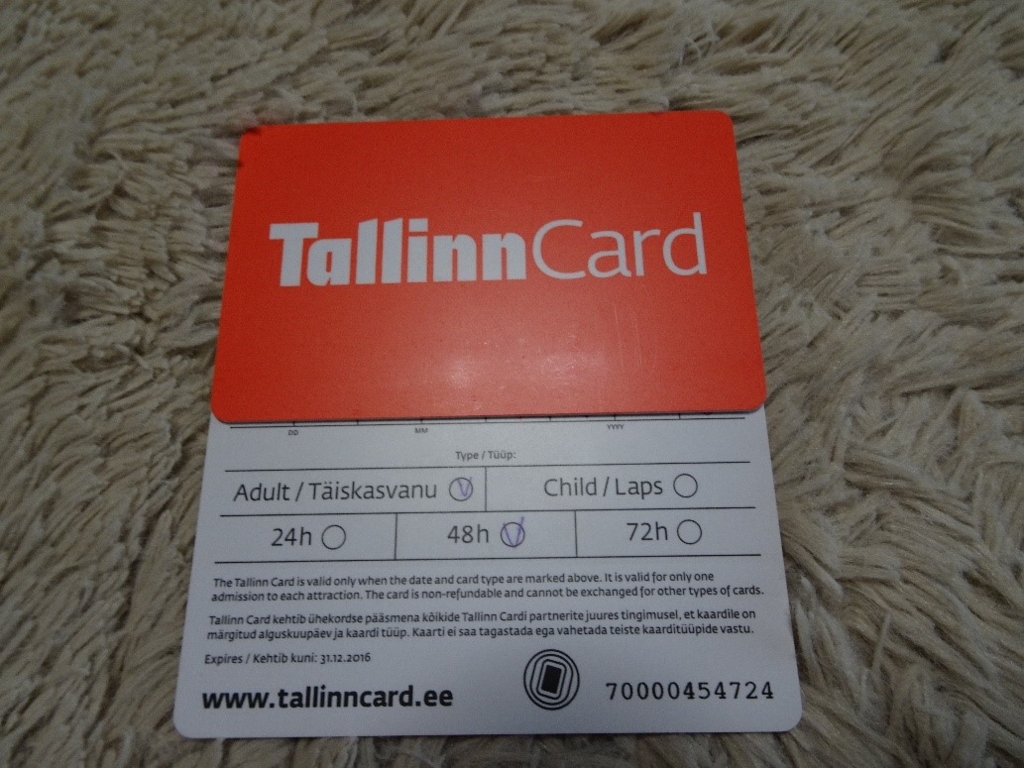 TallinnCard
DD MM YYYY
Type / Tüüp:
Adult / Täiskasvanu Child / Laps
24h 48h 72h
The Tallinn Card is valid only when the date and card type are marked above. It is valid for only one
admission to each attraction. The card is non-refundable and cannot be exchanged for other types of cards.
Tallinn Card kehtib ühekordse pääsmena kõikide Tallinn Cardi partnerite juures tingimusel, et kaardile on
märgitud alguskuupäev ja kaardi tüüp. Kaarti ei saa tagastada ega vahetada teiste kaarditüüpide vastu.
Expires / Kehtib kuni: 31.12.2016
www.tallinncard.ee 70000454724